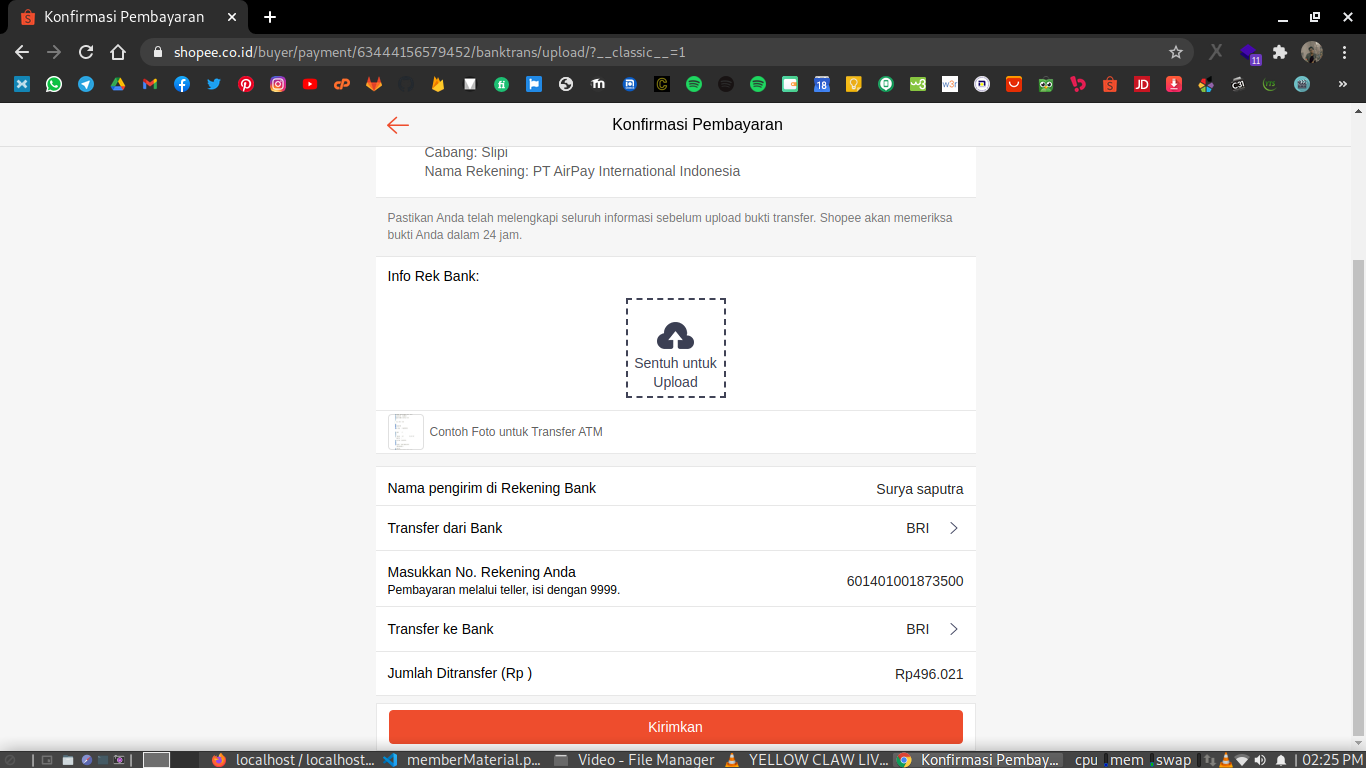 Konfirmasi Pembayaran
shopee.co.id/buyer/payment/63444156579452/banktrans/upload/?__classic__=1
11
18
JD
»
Konfirmasi Pembayaran
Cabang: Slipi
Nama Rekening: PT AirPay International Indonesia
Pastikan Anda telah melengkapi seluruh informasi sebelum upload bukti transfer. Shopee akan memeriksa
bukti Anda dalam 24 jam.
Info Rek Bank:
Sentuh untuk
Upload
Contoh Foto untuk Transfer ATM
Nama pengirim di Rekening Bank Surya saputra
Transfer dari Bank BRI
Masukkan No. Rekening Anda 601401001873500
Pembayaran melalui teller, isi dengan 9999.
Transfer ke Bank BRI
Jumlah Ditransfer (Rp ) Rp496.021
Kirimkan
localhost / localhost... memberMaterial.p... Video - File Manager YELLOW CLAW LIV... Konfirmasi Pembay... cpu mem swap 02:25 PM